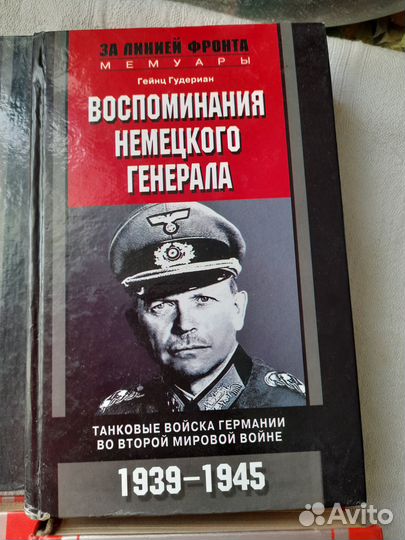 ЗА ЛИНИЕЙ ФРОНТА
МЕМУАРЫ
Гейнц Гудериан
ВОСПОМИНАНИЯ
НЕМЕЦКОГО
ГЕНЕРАЛА
ТАНКОВЫЕ ВОЙСКА ГЕРМАНИИ
ВО ВТОРОЙ МИРОВОЙ ВОЙНЕ
1939–1945
Avito